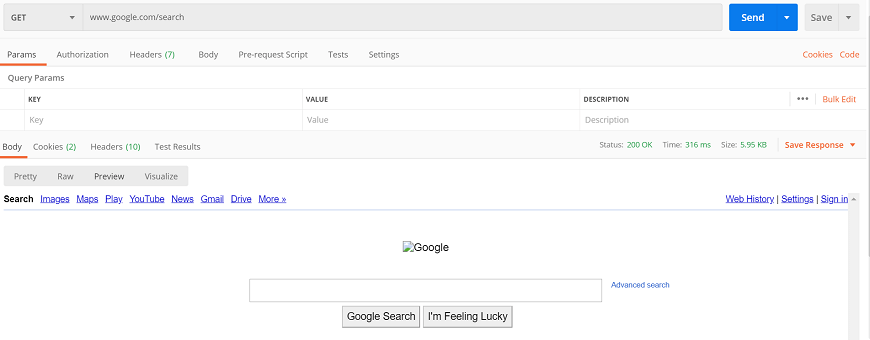 GET www.google.com/search Send Save
Params Authorization Headers (7) Body Pre-request Script Tests Settings Cookies Code
Query Params
KEY VALUE DESCRIPTION ••• Bulk Edit
Key Value Description
Body Cookies (2) Headers (10) Test Results Status: 200 OK Time: 316 ms Size: 5.95 KB Save Response
Pretty Raw Preview Visualize
Search Images Maps Play YouTube News Gmail Drive More » Web History | Settings | Sign in
Google
Advanced search
Google Search I'm Feeling Lucky